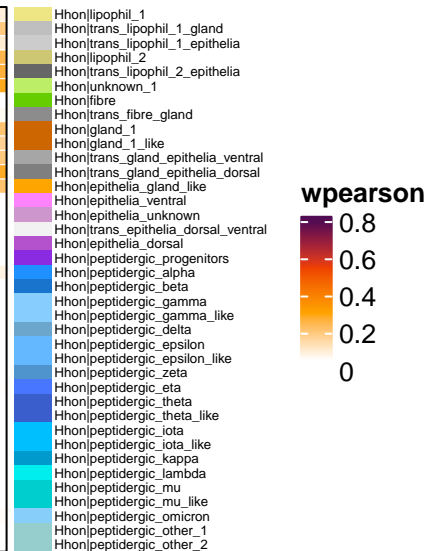 Hhon|lipophil_1
Hhon|trans_lipophil_1_gland
Hhon|trans_lipophil_1_epithelia
Hhon|lipophil_2
Hhon|trans_lipophil_2_epithelia
Hhon|unknown_1
Hhon|fibre
Hhon|trans_fibre_gland
Hhon|gland_1
Hhon|gland_1_like
Hhon|trans_gland_epithelia_ventral
Hhon|trans_gland_epithelia_dorsal
Hhon|epithelia_gland_like
Hhon|epithelia_ventral
Hhon|epithelia_unknown
Hhon|trans_epithelia_dorsal_ventral
Hhon|epithelia_dorsal
Hhon|peptidergic_progenitors
Hhon|peptidergic_alpha
Hhon|peptidergic_beta
Hhon|peptidergic_gamma
Hhon|peptidergic_gamma_like
Hhon|peptidergic_delta
Hhon|peptidergic_epsilon
Hhon|peptidergic_epsilon_like
Hhon|peptidergic_zeta
Hhon|peptidergic_eta
Hhon|peptidergic_theta
Hhon|peptidergic_theta_like
Hhon|peptidergic_iota
Hhon|peptidergic_iota_like
Hhon|peptidergic_kappa
Hhon|peptidergic_lambda
Hhon|peptidergic_mu
Hhon|peptidergic_mu_like
Hhon|peptidergic_omicron
Hhon|peptidergic_other_1
Hhon|peptidergic_other_2
wpearson
0.8
0.6
0.4
0.2
0